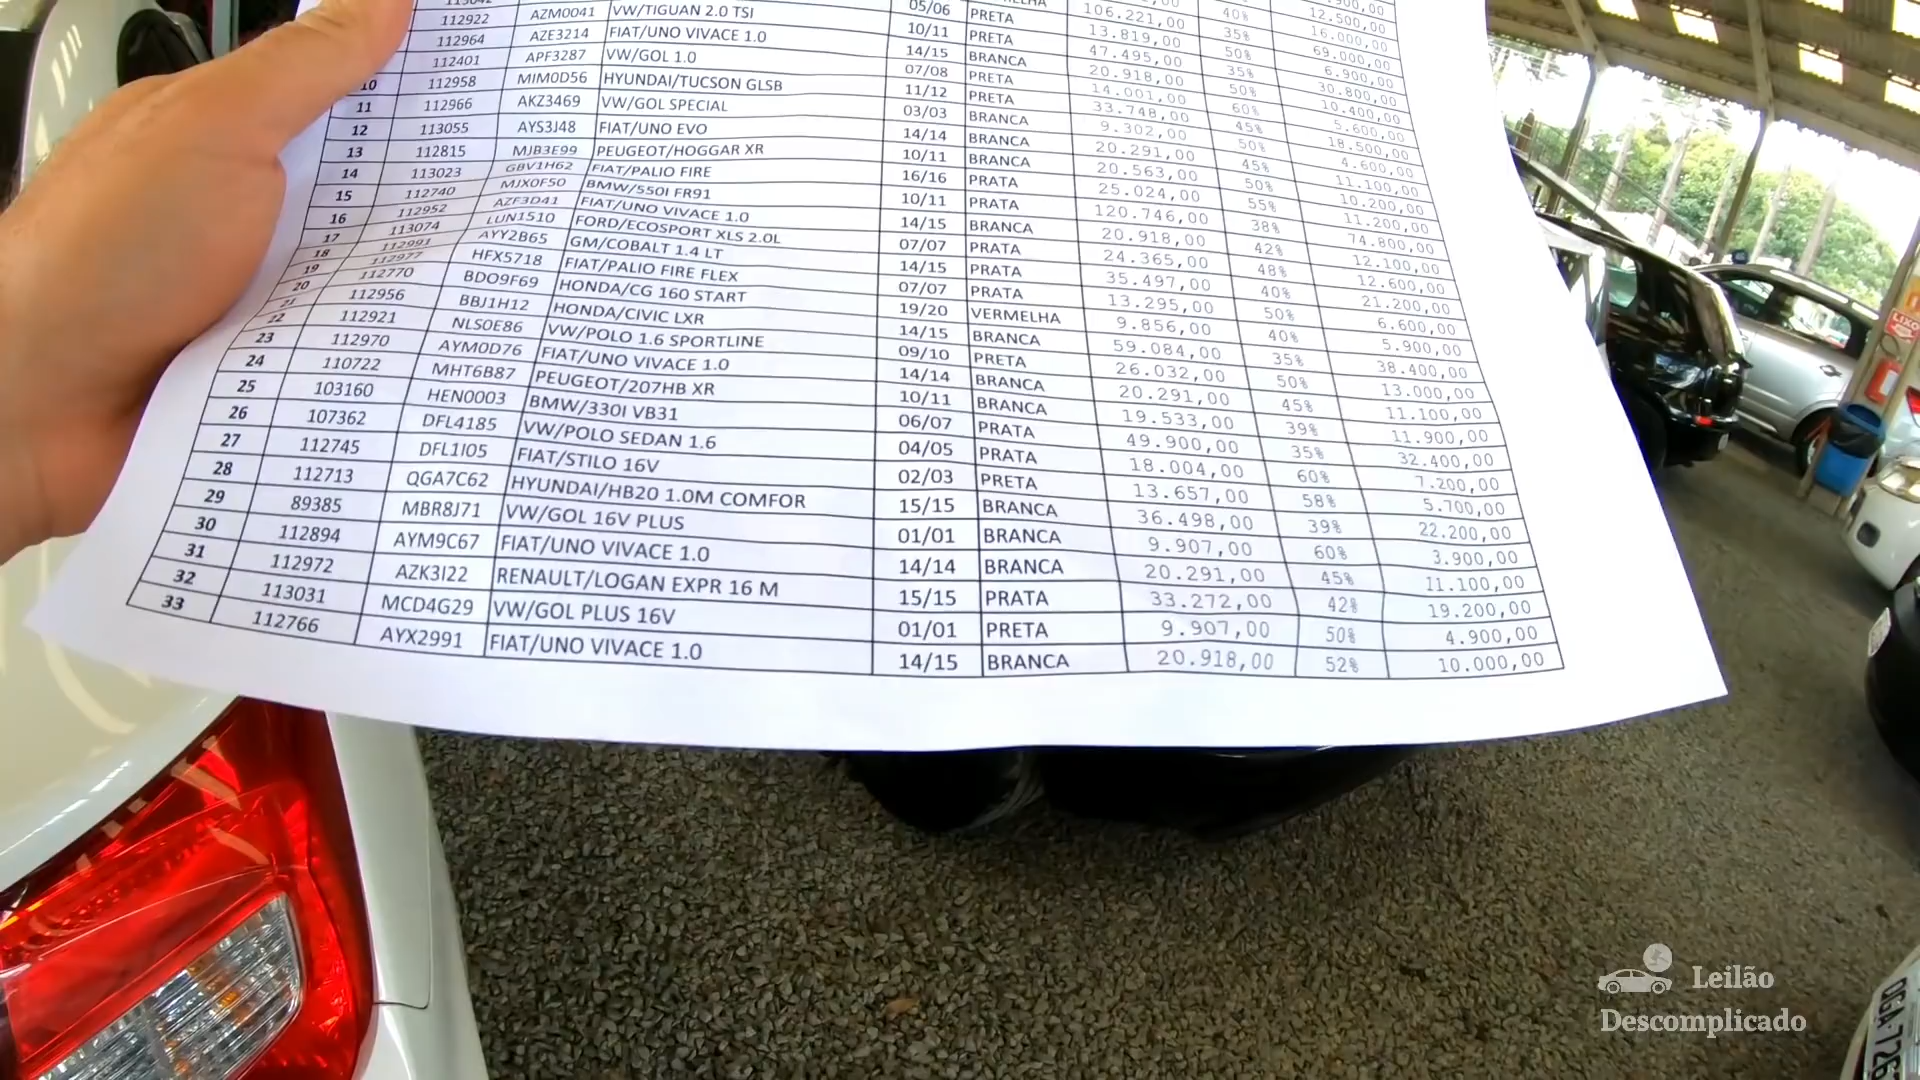 16.000,00
106.221,00 35% 69.000,00
05/06 PRETA 13.819,00 50% 6.900,00
112922 AZM0041 VW/TIGUAN 2.0 TSI 10/11 PRETA 47.495,00 35% 30.800,00
112964 AZE3214 FIAT/UNO VIVACE 1.0 14/15 BRANCA 20.918,00 50% 10.400,00
112401 APF3287 VW/GOL 1.0 07/08 PRETA 14.001,00 60% 5.600,00
10 112958 MIM0D56 HYUNDAI/TUCSON GLSB 11/12 PRETA 33.748,00 45% 18.500,00
11 112966 AKZ3469 VW/GOL SPECIAL 03/03 BRANCA 9.302,00 50% 4.600,00
12 113055 AYS3J48 FIAT/UNO EVO 14/14 BRANCA 20.291,00 45% 11.100,00
13 112815 MJB3E99 PEUGEOT/HOGGAR XR 10/11 BRANCA 20.563,00 50% 10.200,00
14 113023 GBV1H62 FIAT/PALIO FIRE 16/16 PRATA 25.024,00 55% 11.200,00
15 112740 MJX0F50 BMW/550I FR91 10/11 PRATA 120.746,00 38% 74.800,00
16 112952 AZF3D41 FIAT/UNO VIVACE 1.0 14/15 BRANCA 20.918,00 42% 12.100,00
17 113074 LUN1510 FORD/ECOSPORT XLS 2.0L 07/07 PRATA 24.365,00 48% 12.600,00
18 112991 AYY2B65 GM/COBALT 1.4 LT 14/15 PRATA 35.497,00 40% 21.200,00
19 112977 HFX5718 FIAT/PALIO FIRE FLEX 07/07 PRATA 13.295,00 50% 6.600,00
20 112770 BDO9F69 HONDA/CG 160 START 19/20 VERMELHA 9.856,00 40% 5.900,00
21 112956 BBJ1H12 HONDA/CIVIC LXR 14/15 BRANCA 59.084,00 35% 38.400,00
22 112921 NLS0E86 VW/POLO 1.6 SPORTLINE 09/10 PRETA 26.032,00 50% 13.000,00
23 112970 AYM0D76 FIAT/UNO VIVACE 1.0 14/14 BRANCA 20.291,00 45% 11.100,00
24 110722 MHT6B87 PEUGEOT/207HB XR 10/11 BRANCA 19.533,00 39% 11.900,00
25 103160 HEN0003 BMW/330I VB31 06/07 PRATA 49.900,00 35% 32.400,00
26 107362 DFL4185 VW/POLO SEDAN 1.6 04/05 PRATA 18.004,00 60% 7.200,00
27 112745 DFL1I05 FIAT/STILO 16V 02/03 PRETA 13.657,00 58% 5.700,00
28 112713 QGA7C62 HYUNDAI/HB20 1.0M COMFOR 15/15 BRANCA 36.498,00 39% 22.200,00
29 89385 MBR8J71 VW/GOL 16V PLUS 01/01 BRANCA 9.907,00 60% 3.900,00
30 112894 AYM9C67 FIAT/UNO VIVACE 1.0 14/14 BRANCA 20.291,00 45% 11.100,00
31 112972 AZK3I22 RENAULT/LOGAN EXPR 16 M 15/15 PRATA 33.272,00 42% 19.200,00
32 113031 MCD4G29 VW/GOL PLUS 16V 01/01 PRETA 9.907,00 50% 4.900,00
33 112766 AYX2991 FIAT/UNO VIVACE 1.0 14/15 BRANCA 20.918,00 52% 10.000,00
LIXO
Leilão
Descomplicado